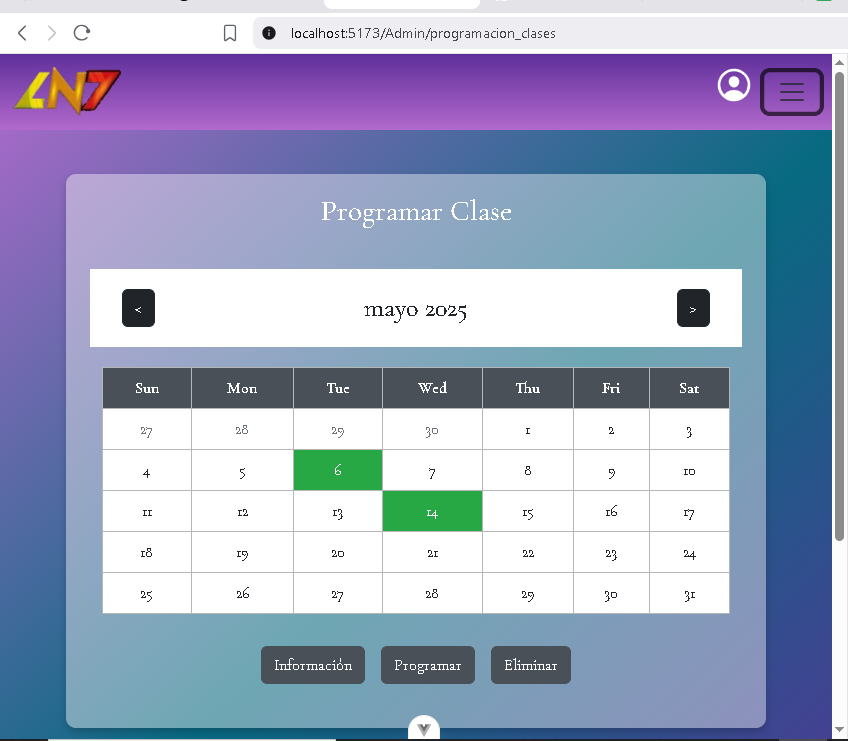 localhost:5173/Admin/programacion_clases
LN7
Programar Clase
< mayo 2025 >
Sun Mon Tue Wed Thu Fri Sat
27 28 29 30 1 2 3
4 5 6 7 8 9 10
11 12 13 14 15 16 17
18 19 20 21 22 23 24
25 26 27 28 29 30 31
Información Programar Eliminar